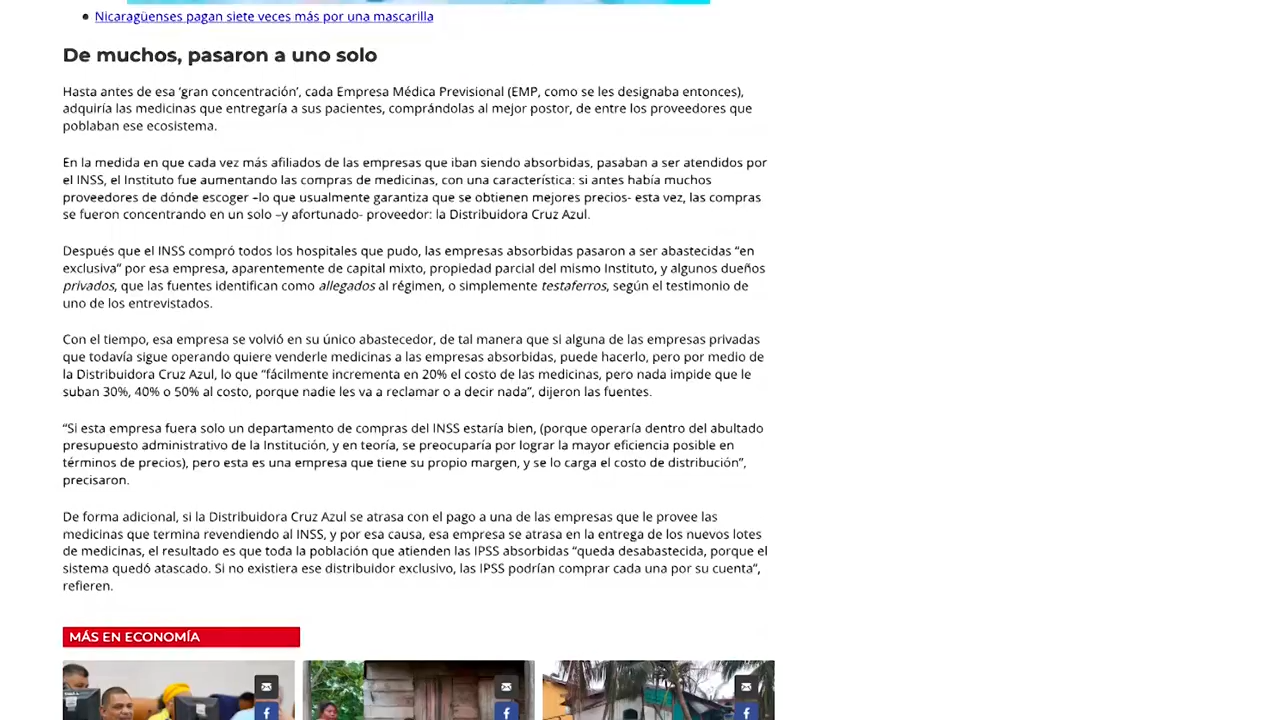 Nicaragüenses pagan siete veces más por una mascarilla
De muchos, pasaron a uno solo
Hasta antes de esa ‘gran concentración’, cada Empresa Médica Previsional (EMP, como se les designaba entonces),
adquiría las medicinas que entregaría a sus pacientes, comprándolas al mejor postor, de entre los proveedores que
poblaban ese ecosistema.
En la medida en que cada vez más afiliados de las empresas que iban siendo absorbidas, pasaban a ser atendidos por
el INSS, el Instituto fue aumentando las compras de medicinas, con una característica: si antes había muchos
proveedores de dónde escoger –lo que usualmente garantiza que se obtienen mejores precios- esta vez, las compras
se fueron concentrando en un solo –y afortunado- proveedor: la Distribuidora Cruz Azul.
Después que el INSS compró todos los hospitales que pudo, las empresas absorbidas pasaron a ser abastecidas “en
exclusiva” por esa empresa, aparentemente de capital mixto, propiedad parcial del mismo Instituto, y algunos dueños
privados, que las fuentes identifican como allegados al régimen, o simplemente testaferros, según el testimonio de
uno de los entrevistados.
Con el tiempo, esa empresa se volvió en su único abastecedor, de tal manera que si alguna de las empresas privadas
que todavía sigue operando quiere venderle medicinas a las empresas absorbidas, puede hacerlo, pero por medio de
la Distribuidora Cruz Azul, lo que “fácilmente incrementa en 20% el costo de las medicinas, pero nada impide que le
suban 30%, 40% o 50% al costo, porque nadie les va a reclamar o a decir nada”, dijeron las fuentes.
“Si esta empresa fuera solo un departamento de compras del INSS estaría bien, (porque operaría dentro del abultado
presupuesto administrativo de la Institución, y en teoría, se preocuparía por lograr la mayor eficiencia posible en
términos de precios), pero esta es una empresa que tiene su propio margen, y se lo carga el costo de distribución”,
precisaron.
De forma adicional, si la Distribuidora Cruz Azul se atrasa con el pago a una de las empresas que le provee las
medicinas que termina revendiendo al INSS, y por esa causa, esa empresa se atrasa en la entrega de los nuevos lotes
de medicinas, el resultado es que toda la población que atienden las IPSS absorbidas “queda desabastecida, porque el
sistema quedó atascado. Si no existiera ese distribuidor exclusivo, las IPSS podrían comprar cada una por su cuenta”,
refieren.
MÁS EN ECONOMÍA